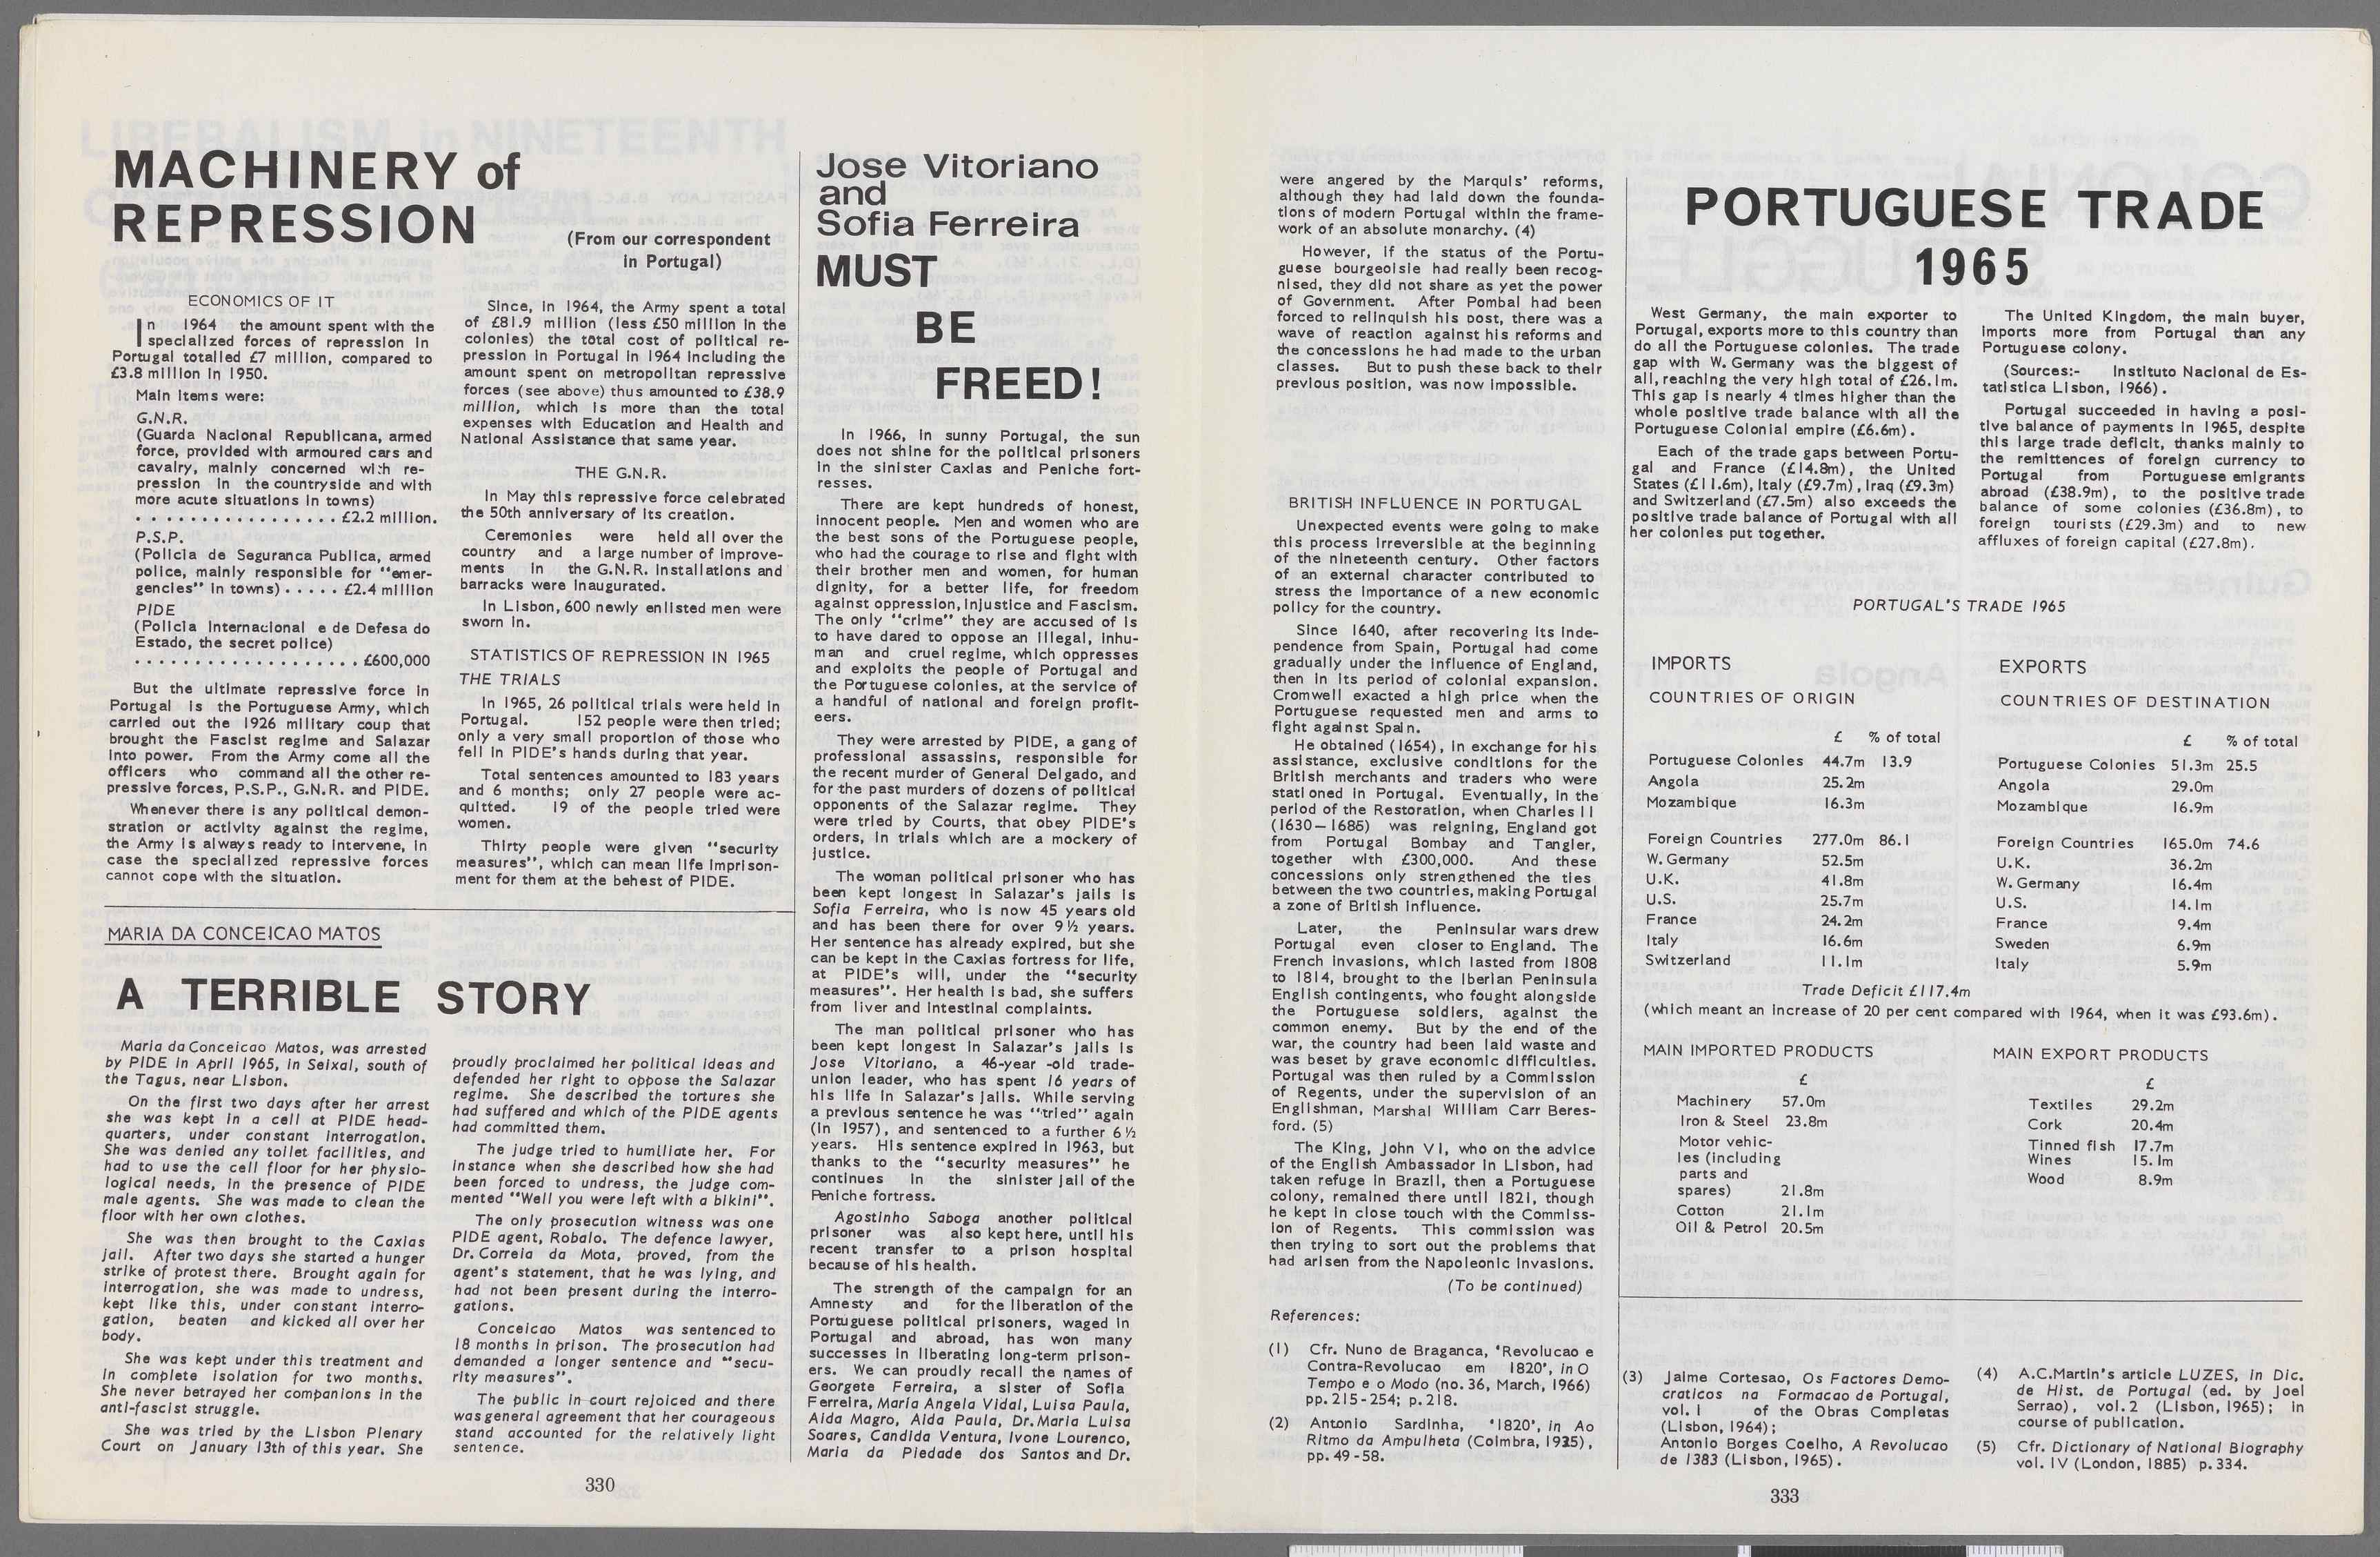 MACHINERY of
REPRESSION
(From our correspondent
in Portugal)
ECONOMICS OF IT
In 1964 the amount spent with the
specialized forces of repression in
Portugal totalled £7 million, compared to
£3.8 million in 1950.
Main items were:
G.N.R.
(Guarda Nacional Republicana, armed
force, provided with armoured cars and
cavalry, mainly concerned with re-
pression in the countryside and with
more acute situations in towns)
. . . . . . . . . . . . . . . . . £2.2 million.
P.S.P.
(Policia de Seguranca Publica, armed
police, mainly responsible for "emer-
gencies" in towns) . . . . . £2.4 million
PIDE
(Policia Internacional e de Defesa do
Estado, the secret police)
. . . . . . . . . . . . . . . . . . . £600,000
But the ultimate repressive force in
Portugal is the Portuguese Army, which
carried out the 1926 military coup that
brought the Fascist regime and Salazar
into power. From the Army come all the
officers who command all the other re-
pressive forces, P.S.P., G.N.R. and PIDE.
Whenever there is any political demon-
stration or activity against the regime,
the Army is always ready to intervene, in
case the specialized repressive forces
cannot cope with the situation.
Since, in 1964, the Army spent a total
of £81.9 million (less £50 million in the
colonies) the total cost of political re-
pression in Portugal in 1964 including the
amount spent on metropolitan repressive
forces (see above) thus amounted to £38.9
million, which is more than the total
expenses with Education and Health and
National Assistance that same year.
THE G.N.R.
In May this repressive force celebrated
the 50th anniversary of its creation.
Ceremonies were held all over the
country and a large number of improve-
ments in the G.N.R. installations and
barracks were inaugurated.
In Lisbon, 600 newly enlisted men were
sworn in.
STATISTICS OF REPRESSION IN 1965
THE TRIALS
In 1965, 26 political trials were held in
Portugal. 152 people were then tried;
only a very small proportion of those who
fell in PIDE's hands during that year.
Total sentences amounted to 183 years
and 6 months; only 27 people were ac-
quitted. 19 of the people tried were
women.
Thirty people were given "security
measures", which can mean life imprison-
ment for them at the behest of PIDE.
MARIA DA CONCEICAO MATOS
A TERRIBLE STORY
Maria da Conceicao Matos, was arrested
by PIDE in April 1965, in Seixal, south of
the Tagus, near Lisbon.
On the first two days after her arrest
she was kept in a cell at PIDE head-
quarters, under constant interrogation.
She was denied any toilet facilities, and
had to use the cell floor for her physio-
logical needs, in the presence of PIDE
male agents. She was made to clean the
floor with her own clothes.
She was then brought to the Caxias
jail. After two days she started a hunger
strike of protest there. Brought again for
interrogation, she was made to undress,
kept like this, under constant interro-
gation, beaten and kicked all over her
body.
She was kept under this treatment and
in complete isolation for two months.
She never betrayed her companions in the
anti-fascist struggle.
She was tried by the Lisbon Plenary
Court on January 13th of this year. She
proudly proclaimed her political ideas and
defended her right to oppose the Salazar
regime. She described the tortures she
had suffered and which of the PIDE agents
had committed them.
The judge tried to humiliate her. For
instance when she described how she had
been forced to undress, the judge com-
mented "Well you were left with a bikini".
The only prosecution witness was one
PIDE agent, Robalo. The defence lawyer,
Dr. Correia da Mota, proved, from the
agent's statement, that he was lying, and
had not been present during the interro-
gations.
Conceicao Matos was sentenced to
18 months in prison. The prosecution had
demanded a longer sentence and "secu-
rity measures".
The public in court rejoiced and there
was general agreement that her courageous
stand accounted for the relatively light
sentence.
Jose Vitoriano
and
Sofia Ferreira
MUST
BE
FREED!
In 1966, in sunny Portugal, the sun
does not shine for the political prisoners
in the sinister Caxias and Peniche fort-
resses.
There are kept hundreds of honest,
innocent people. Men and women who are
the best sons of the Portuguese people,
who had the courage to rise and fight with
their brother men and women, for human
dignity, for a better life, for freedom
against oppression, injustice and Fascism.
The only "crime" they are accused of is
to have dared to oppose an illegal, inhu-
man and cruel regime, which oppresses
and exploits the people of Portugal and
the Portuguese colonies, at the service of
a handful of national and foreign profit-
eers.
They were arrested by PIDE, a gang of
professional assassins, responsible for
the recent murder of General Delgado, and
for the past murders of dozens of political
opponents of the Salazar regime. They
were tried by Courts, that obey PIDE's
orders, in trials which are a mockery of
justice.
The woman political prisoner who has
been kept longest in Salazar's jails is
Sofia Ferreira, who is now 45 years old
and has been there for over 9½ years.
Her sentence has already expired, but she
can be kept in the Caxias fortress for life,
at PIDE's will, under the "security
measures". Her health is bad, she suffers
from liver and intestinal complaints.
The man political prisoner who has
been kept longest in Salazar's jails is
Jose Vitoriano, a 46-year -old trade-
union leader, who has spent 16 years of
his life in Salazar's jails. While serving
a previous sentence he was "tried" again
(in 1957), and sentenced to a further 6½
years. His sentence expired in 1963, but
thanks to the "security measures" he
continues in the sinister jail of the
Peniche fortress.
Agostinho Saboga another political
prisoner was also kept here, until his
recent transfer to a prison hospital
because of his health.
The strength of the campaign for an
Amnesty and for the liberation of the
Portuguese political prisoners, waged in
Portugal and abroad, has won many
successes in liberating long-term prison-
ers. We can proudly recall the names of
Georgete Ferreira, a sister of Sofia
Ferreira, Maria Angela Vidal, Luisa Paula,
Aida Magro, Aida Paula, Dr. Maria Luisa
Soares, Candida Ventura, Ivone Lourenco,
Maria da Piedade dos Santos and Dr.
330
were angered by the Marquis' reforms,
although they had laid down the founda-
tions of modern Portugal within the frame-
work of an absolute monarchy. (4)
However, if the status of the Portu-
guese bourgeoisie had really been recog-
nised, they did not share as yet the power
of Government. After Pombal had been
forced to relinquish his post, there was a
wave of reaction against his reforms and
the concessions he had made to the urban
classes. But to push these back to their
previous position, was now impossible.
BRITISH INFLUENCE IN PORTUGAL
Unexpected events were going to make
this process irreversible at the beginning
of the nineteenth century. Other factors
of an external character contributed to
stress the importance of a new economic
policy for the country.
Since 1640, after recovering its inde-
pendence from Spain, Portugal had come
gradually under the influence of England,
then in its period of colonial expansion.
Cromwell exacted a high price when the
Portuguese requested men and arms to
fight against Spain.
He obtained (1654), in exchange for his
assistance, exclusive conditions for the
British merchants and traders who were
stationed in Portugal. Eventually, in the
period of the Restoration, when Charles II
(1630—1685) was reigning, England got
from Portugal Bombay and Tangier,
together with £300,000. And these
concessions only strengthened the ties
between the two countries, making Portugal
a zone of British influence.
Later, the Peninsular wars drew
Portugal even closer to England. The
French invasions, which lasted from 1808
to 1814, brought to the Iberian Peninsula
English contingents, who fought alongside
the Portuguese soldiers, against the
common enemy. But by the end of the
war, the country had been laid waste and
was beset by grave economic difficulties.
Portugal was then ruled by a Commission
of Regents, under the supervision of an
Englishman, Marshal William Carr Beres-
ford. (5)
The King, John VI, who on the advice
of the English Ambassador in Lisbon, had
taken refuge in Brazil, then a Portuguese
colony, remained there until 1821, though
he kept in close touch with the Commiss-
ion of Regents. This commission was
then trying to sort out the problems that
had arisen from the Napoleonic Invasions.
(To be continued)
References:
(1) Cfr. Nuno de Braganca, 'Revolucao e
Contra-Revolucao em 1820', in O
Tempo e o Modo (no. 36, March, 1966)
pp. 215-254; p. 218.
(2) Antonio Sardinha, '1820', in Ao
Ritmo da Ampulheta (Coimbra, 1925),
pp. 49-58.
PORTUGUESE TRADE
1965
West Germany, the main exporter to
Portugal, exports more to this country than
do all the Portuguese colonies. The trade
gap with W. Germany was the biggest of
all, reaching the very high total of £26.1m.
This gap is nearly 4 times higher than the
whole positive trade balance with all the
Portuguese Colonial empire (£6.6m).
Each of the trade gaps between Portu-
gal and France (£14.8m), the United
States (£11.6m), Italy (£9.7m), Iraq (£9.3m)
and Switzerland (£7.5m) also exceeds the
positive trade balance of Portugal with all
her colonies put together.
The United Kingdom, the main buyer,
imports more from Portugal than any
Portuguese colony.
(Sources:- Instituto Nacional de Es-
tatistica Lisbon, 1966).
Portugal succeeded in having a posi-
tive balance of payments in 1965, despite
this large trade deficit, thanks mainly to
the remittances of foreign currency to
Portugal from Portuguese emigrants
abroad (£38.9m), to the positive trade
balance of some colonies (£36.8m), to
foreign tourists (£29.3m) and to new
affluxes of foreign capital (£27.8m).
PORTUGAL'S TRADE 1965
IMPORTS
COUNTRIES OF ORIGIN
£ % of total
Portuguese Colonies 44.7m 13.9
Angola 25.2m
Mozambique 16.3m
Foreign Countries 277.0m 86.1
W. Germany 52.5m
U.K. 41.8m
U.S. 25.7m
France 24.2m
Italy 16.6m
Switzerland 11.1m
EXPORTS
COUNTRIES OF DESTINATION
£ % of total
Portuguese Colonies 51.3m 25.5
Angola 29.0m
Mozambique 16.9m
Foreign Countries 165.0m 74.6
U.K. 36.2m
W. Germany 16.4m
U.S. 14.1m
France 9.4m
Sweden 6.9m
Italy 5.9m
Trade Deficit £117.4m
(which meant an increase of 20 per cent compared with 1964, when it was £93.6m).
MAIN IMPORTED PRODUCTS
£
Machinery 57.0m
Iron & Steel 23.8m
Motor vehic-
les (including
parts and
spares) 21.8m
Cotton 21.1m
Oil & Petrol 20.5m
MAIN EXPORT PRODUCTS
£
Textiles 29.2m
Cork 20.4m
Tinned fish 17.7m
Wines 15.1m
Wood 8.9m
(3) Jaime Cortesao, Os Factores Demo-
craticos na Formacao de Portugal,
vol. I of the Obras Completas
(Lisbon, 1964);
Antonio Borges Coelho, A Revolucao
de 1383 (Lisbon, 1965).
(4) A.C. Martin's article LUZES, in Dic.
de Hist. de Portugal (ed. by Joel
Serrao), vol. 2 (Lisbon, 1965); in
course of publication.
(5) Cfr. Dictionary of National Biography
vol. IV (London, 1885) p. 334.
333